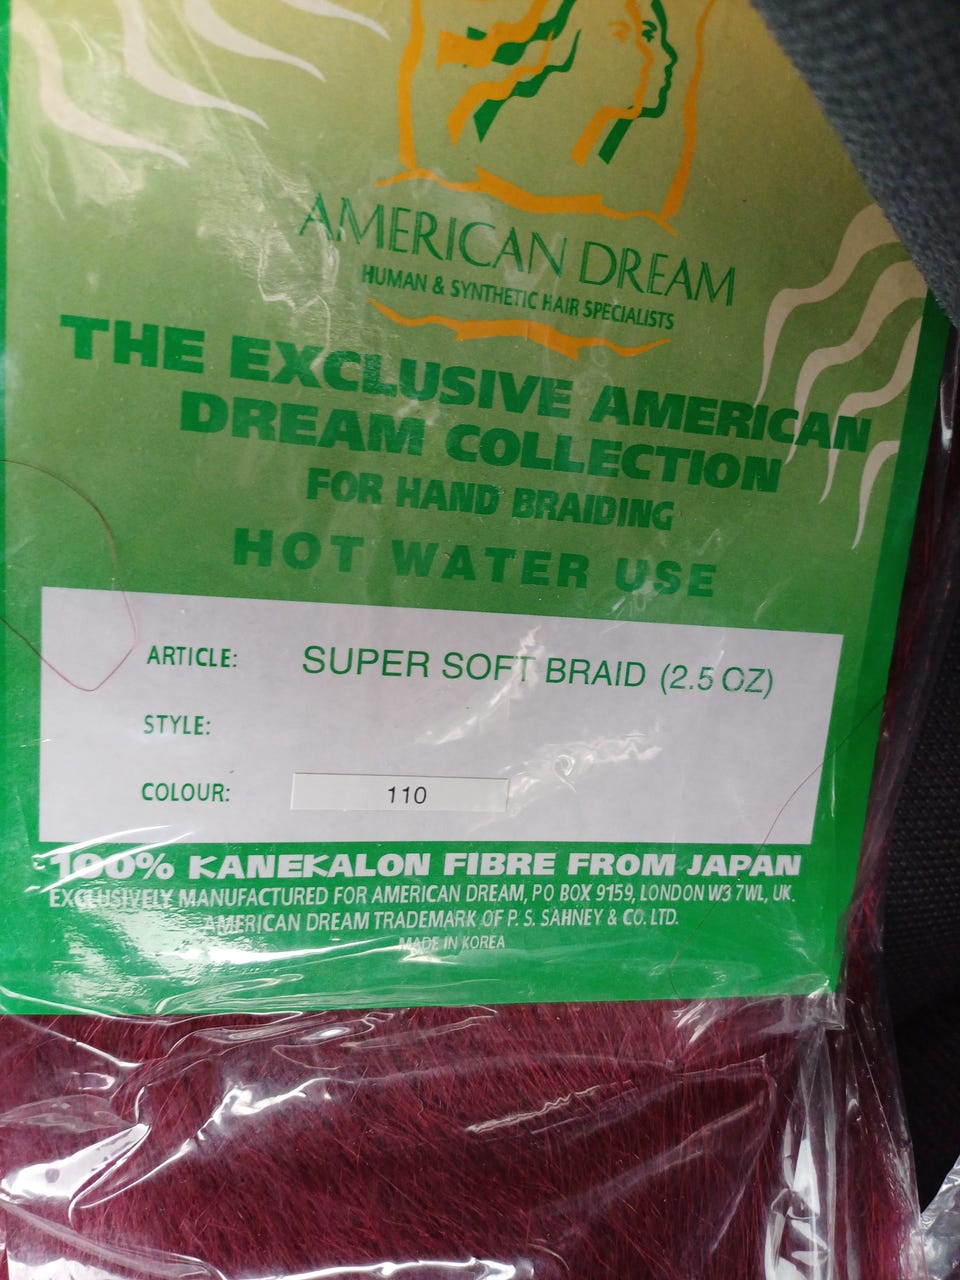 AMERICAN DREAM
HUMAN & SYNTHETIC HAIR SPECIALISTS
THE EXCLUSIVE AMERICAN
DREAM COLLECTION
FOR HAND BRAIDING
HOT WATER USE
ARTICLE: SUPER SOFT BRAID (2.5 OZ)
STYLE:
COLOUR: 110
100% KANEKALON FIBRE FROM JAPAN
EXCLUSIVELY MANUFACTURED FOR AMERICAN DREAM, PO BOX 9159, LONDON W3 7WL, UK.
AMERICAN DREAM TRADEMARK OF P. S. SAHNEY & CO. LTD.
MADE IN KOREA